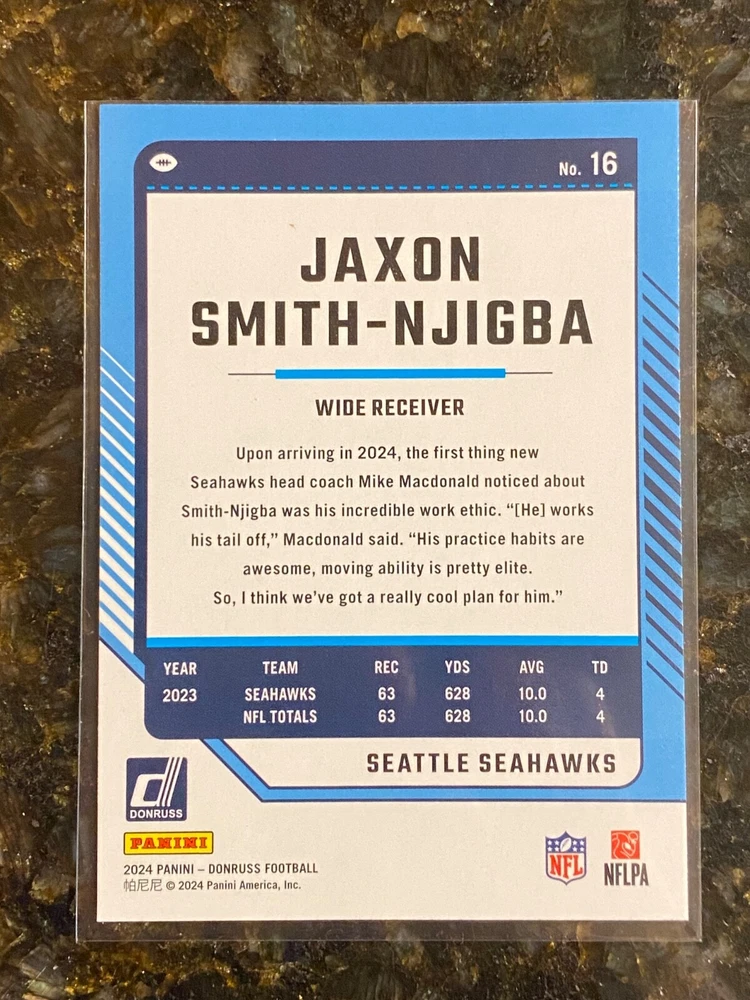 No. 16
JAXON
SMITH-NJIGBA
WIDE RECEIVER
Upon arriving in 2024, the first thing new
Seahawks head coach Mike Macdonald noticed about
Smith-Njigba was his incredible work ethic. “[He] works
his tail off,” Macdonald said. “His practice habits are
awesome, moving ability is pretty elite.
So, I think we’ve got a really cool plan for him.”
YEAR TEAM REC YDS AVG TD
2023 SEAHAWKS 63 628 10.0 4
NFL TOTALS 63 628 10.0 4
SEATTLE SEAHAWKS
d
DONRUSS
PANINI
2024 PANINI – DONRUSS FOOTBALL
帕尼尼 © 2024 Panini America, Inc.
NFL
NFLPA